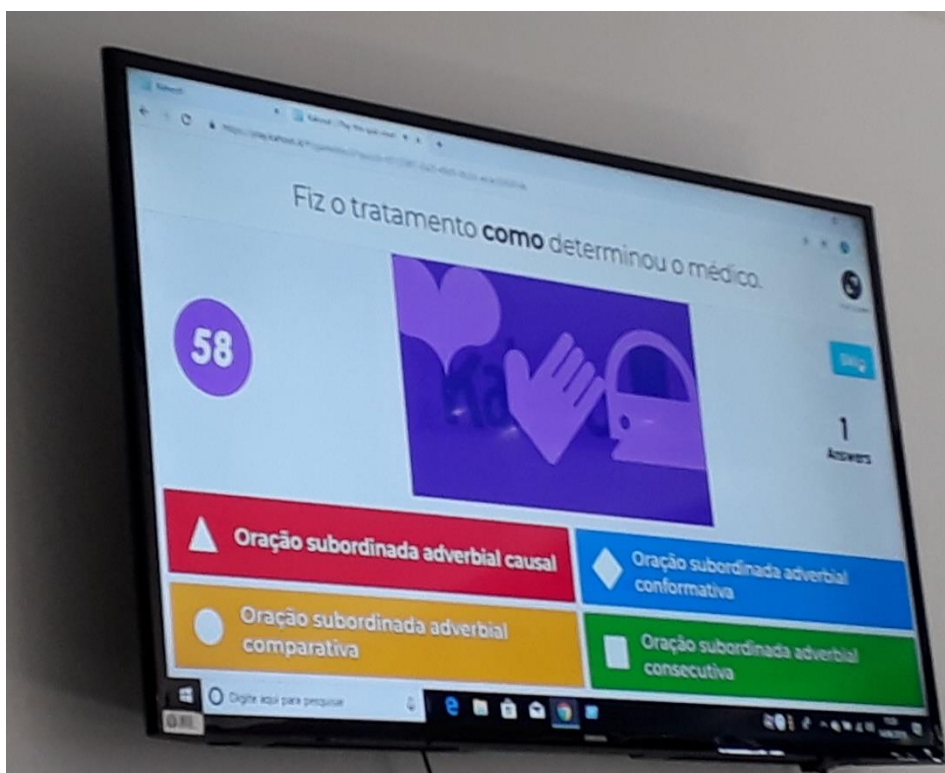 Fiz o tratamento como determinou o médico.
58
Skip
1
Answers
Oração subordinada adverbial causal
Oração subordinada adverbial
conformativa
Oração subordinada adverbial
comparativa
Oração subordinada adverbial
consecutiva
Digite aqui para pesquisar